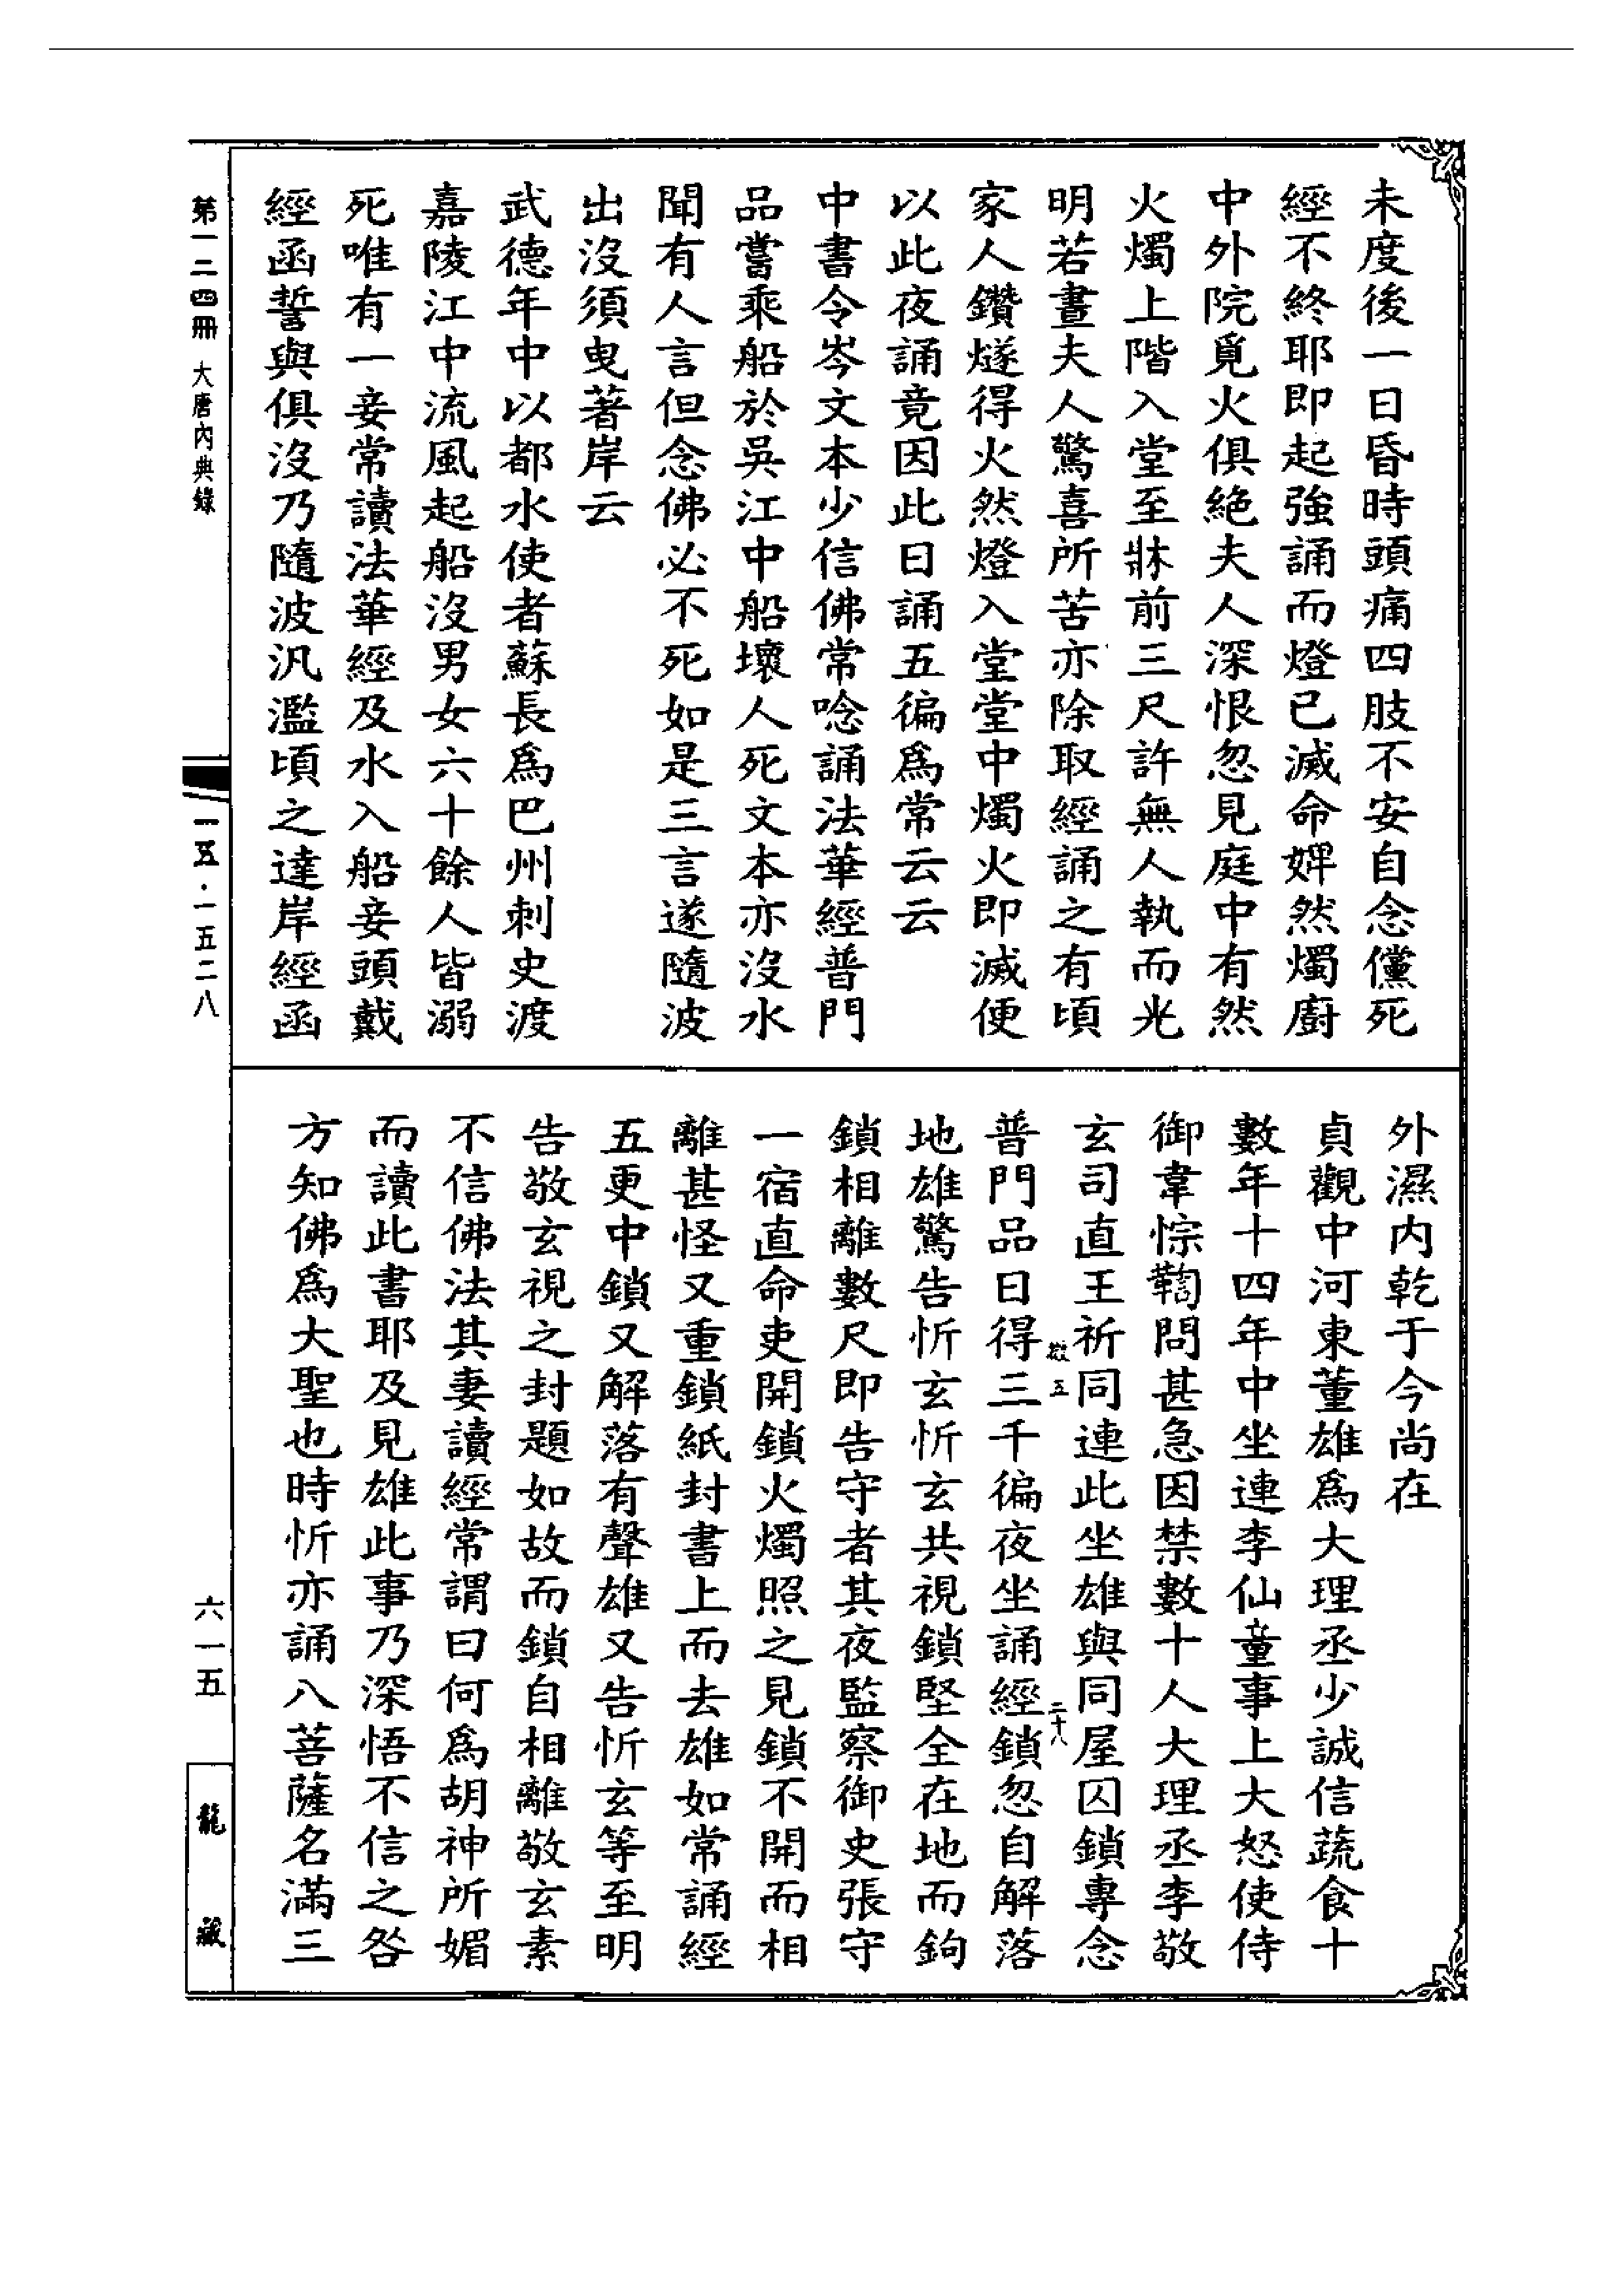 未度後一日昏時頭痛四肢不安自念儻死
經不終耶即起強誦而燈已滅命婢然燭廚
中外院覓火俱絶夫人深恨忽見庭中有然
火燭上階入堂至牀前三尺許無人執而光
明若晝夫人驚喜所苦亦除取經誦之有頃
家人鑽燧得火然燈入堂堂中燭火即滅便
以此夜誦竟因此日誦五徧爲常云云
中書令岑文本少信佛常唸誦法華經普門
品嘗乘船於吳江中船壞人死文本亦沒水
聞有人言但念佛必不死如是三言遂隨波
出沒須曳著岸云
武德年中以都水使者蘇長爲巴州刺史渡
嘉陵江中流風起船沒男女六十餘人皆溺
死唯有一妾常讀法華經及水入船妾頭戴
經函誓與俱沒乃隨波汎濫頃之達岸經函
外濕内乾于今尚在
貞觀中河東董雄爲大理丞少誠信蔬食十
數年十四年中坐連李仙童事上大怒使侍
御韋悰鞫問甚急因禁數十人大理丞李敬
玄司直王祈同連此坐雄與同屋囚鎖專念
普門品日得三千徧夜坐誦經鎖忽自解落
地雄驚告忻玄忻玄共視鎖堅全在地而鉤
鎖相離數尺即告守者其夜監察御史張守
一宿直命吏開鎖火燭照之見鎖不開而相
離甚怪又重鎖紙封書上而去雄如常誦經
五更中鎖又解落有聲雄又告忻玄等至明
告敬玄視之封題如故而鎖自相離敬玄素
不信佛法其妻讀經常謂曰何爲胡神所媚
而讀此書耶及見雄此事乃深悟不信之咎
方知佛爲大聖也時忻亦誦八菩薩名滿三
第一二四冊 大唐內典錄
一五·一五二八
六一五
龍藏
五
二十八